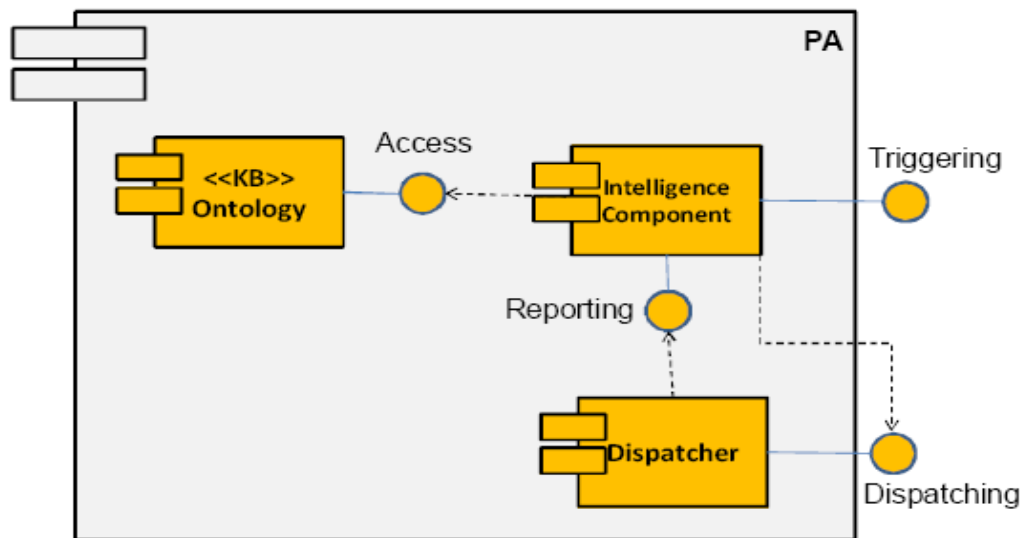 PA
Access
Triggering
<<KB>>
Ontology
Intelligence
Component
Reporting
Dispatcher
Dispatching